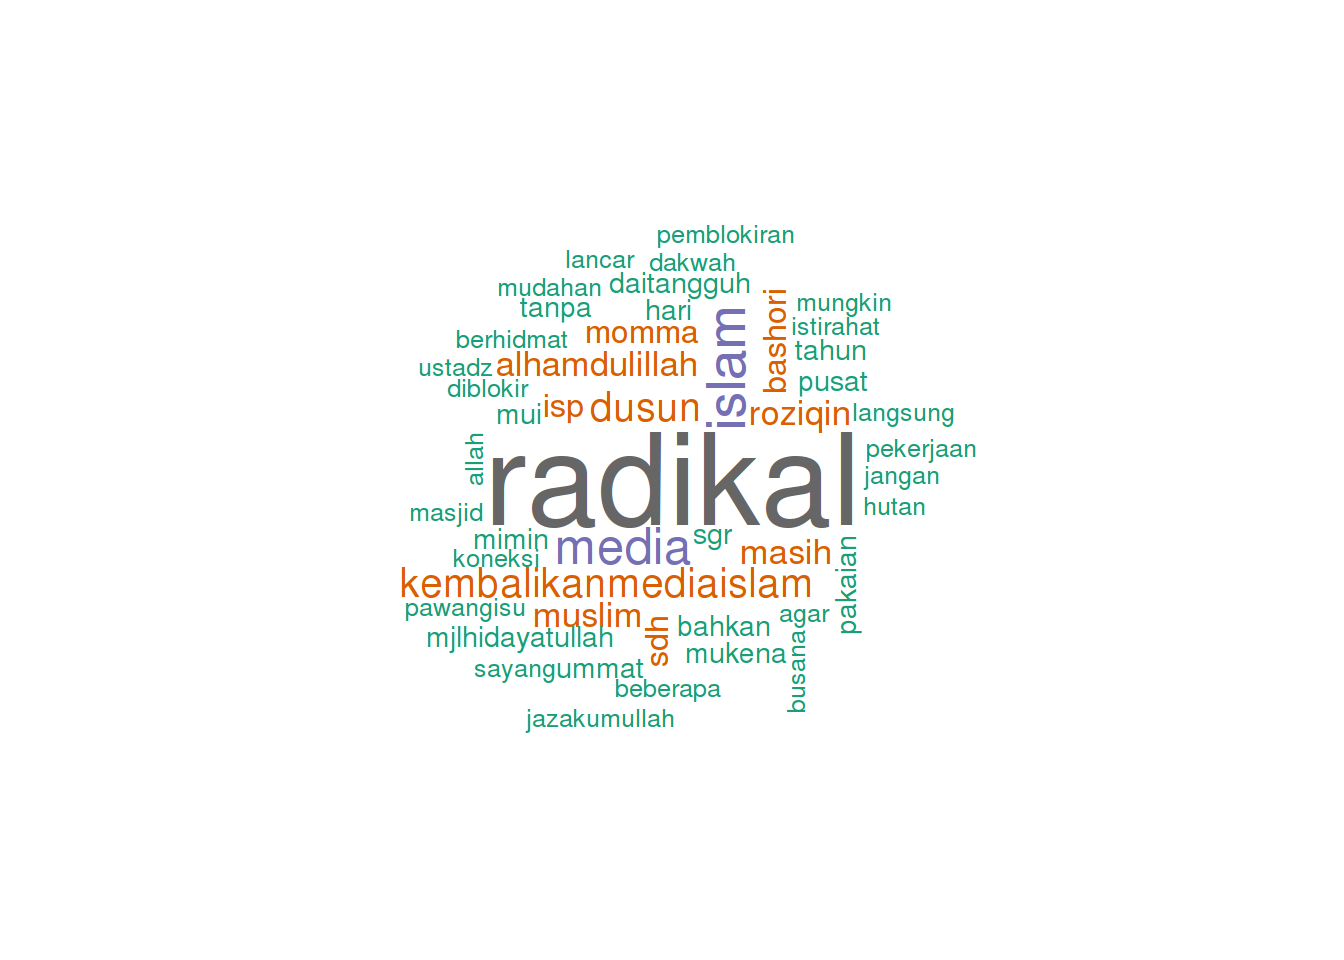 pemblokiran
lancar
dakwah
mudahan
daitangguh
tanpa
hari
islam
bashori
mungkin
berhidmat
momma
istirahat
ustadz
alhamdulillah
tahun
diblokir
pusat
mui
isp
dusun
roziqin
langsung
allah
radikal
pekerjaan
jangan
masjid
hutan
mimin
media
sgr
masih
koneksi
kembalikanmediaislam
pakaian
pawangisu
muslim
sdh
bahkan
agar
mjlhidayatullah
mukena
busana
sayang
ummat
beberapa
jazakumullah